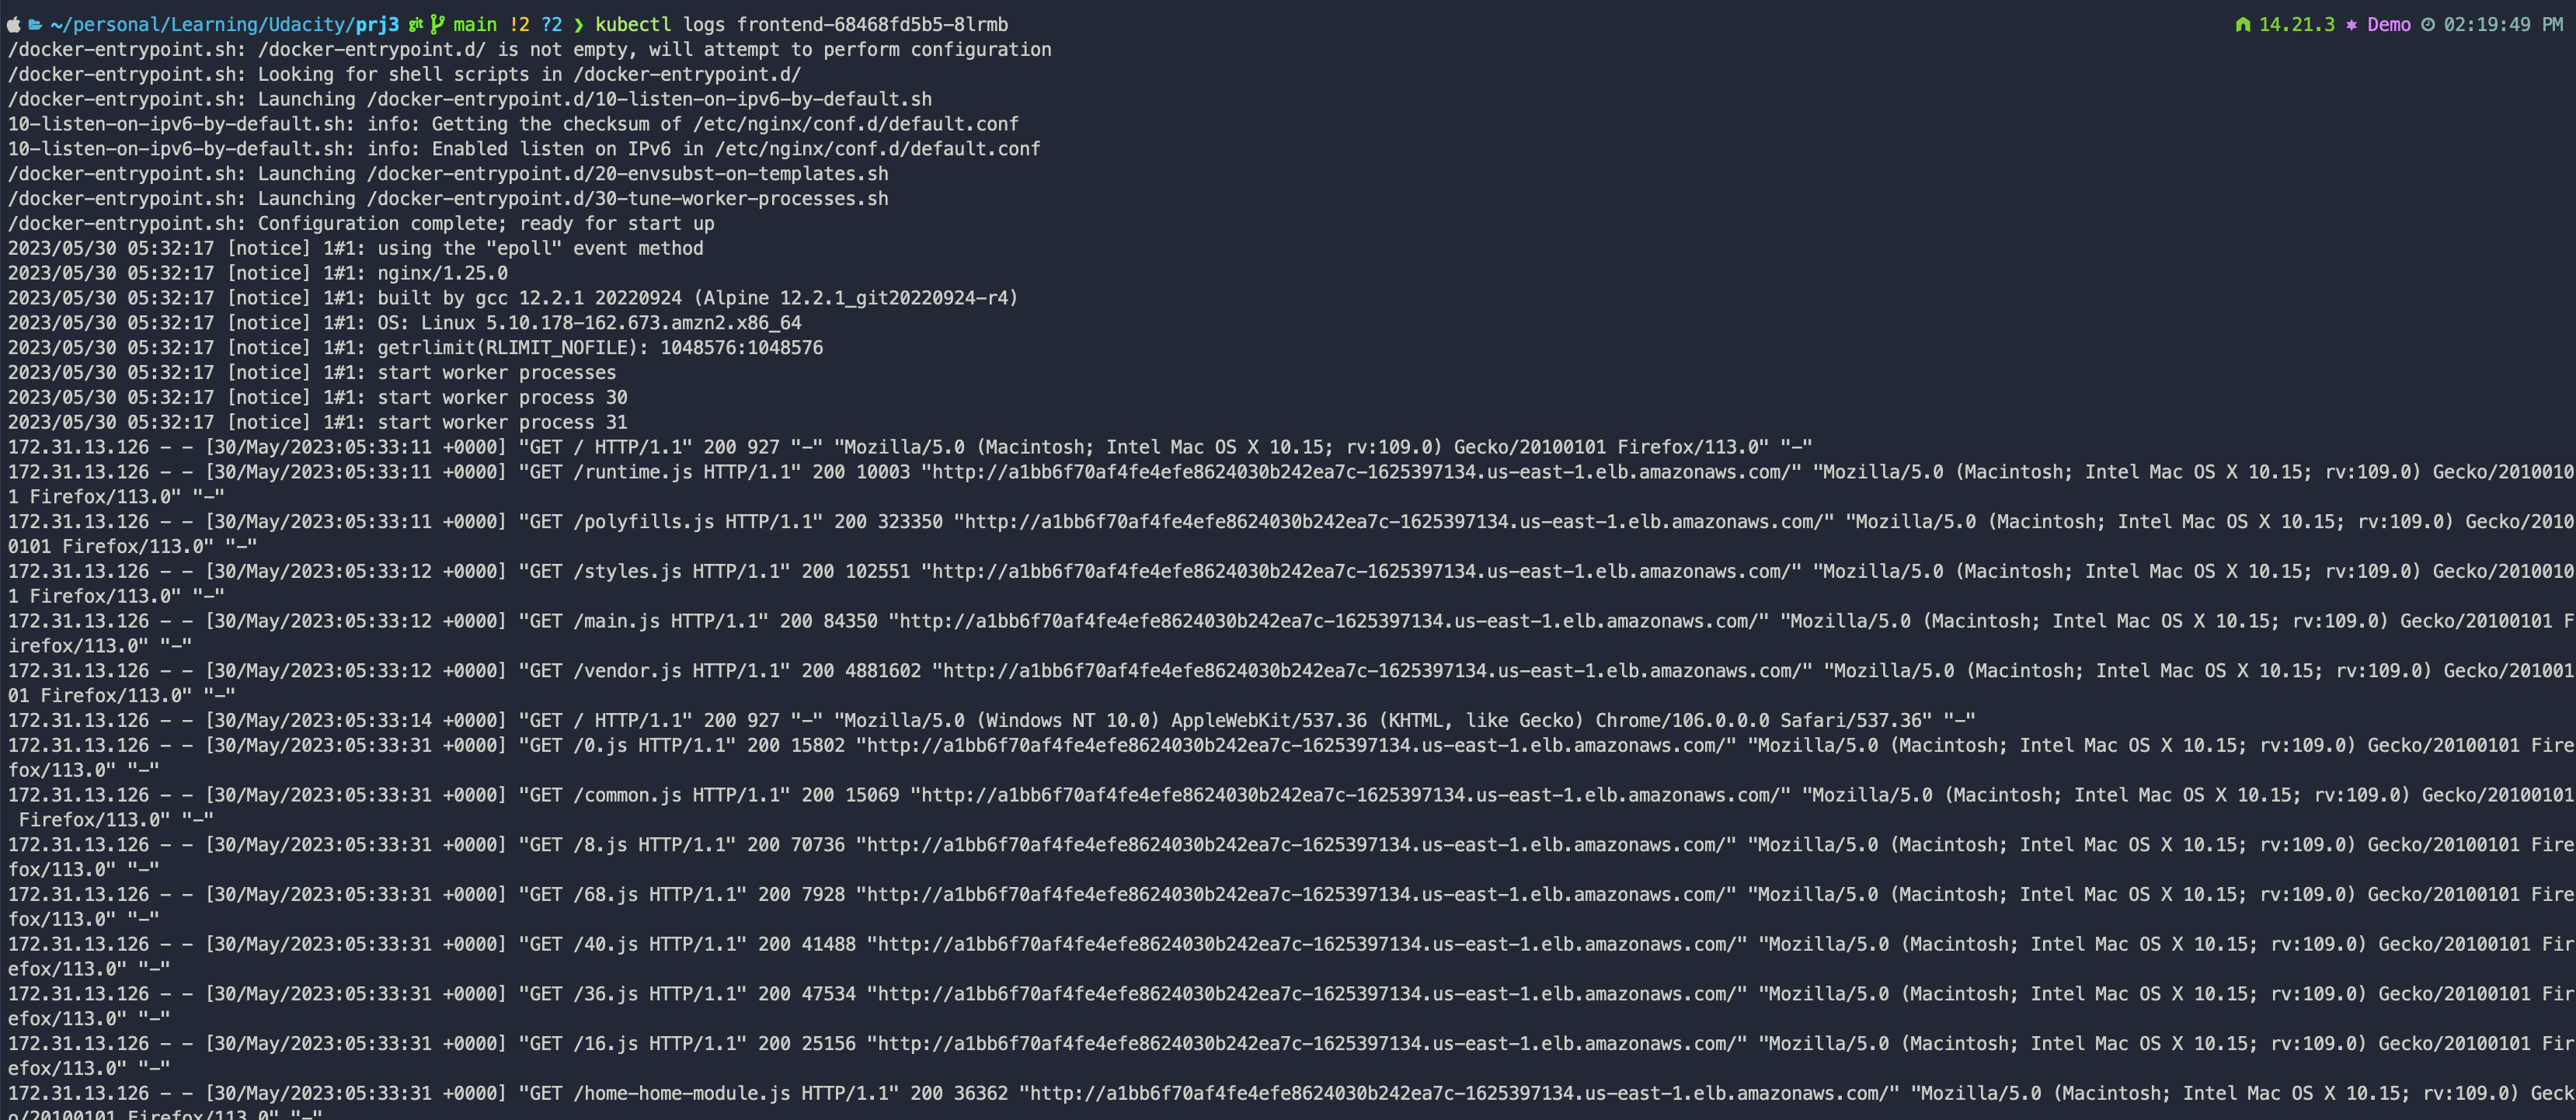 ~/personal/Learning/Udacity/prj3 git main !2 ?2 ❯ kubectl logs frontend-68468fd5b5-8lrmb 14.21.3 Demo 02:19:49 PM
/docker-entrypoint.sh: /docker-entrypoint.d/ is not empty, will attempt to perform configuration
/docker-entrypoint.sh: Looking for shell scripts in /docker-entrypoint.d/
/docker-entrypoint.sh: Launching /docker-entrypoint.d/10-listen-on-ipv6-by-default.sh
10-listen-on-ipv6-by-default.sh: info: Getting the checksum of /etc/nginx/conf.d/default.conf
10-listen-on-ipv6-by-default.sh: info: Enabled listen on IPv6 in /etc/nginx/conf.d/default.conf
/docker-entrypoint.sh: Launching /docker-entrypoint.d/20-envsubst-on-templates.sh
/docker-entrypoint.sh: Launching /docker-entrypoint.d/30-tune-worker-processes.sh
/docker-entrypoint.sh: Configuration complete; ready for start up
2023/05/30 05:32:17 [notice] 1#1: using the "epoll" event method
2023/05/30 05:32:17 [notice] 1#1: nginx/1.25.0
2023/05/30 05:32:17 [notice] 1#1: built by gcc 12.2.1 20220924 (Alpine 12.2.1_git20220924-r4)
2023/05/30 05:32:17 [notice] 1#1: OS: Linux 5.10.178-162.673.amzn2.x86_64
2023/05/30 05:32:17 [notice] 1#1: getrlimit(RLIMIT_NOFILE): 1048576:1048576
2023/05/30 05:32:17 [notice] 1#1: start worker processes
2023/05/30 05:32:17 [notice] 1#1: start worker process 30
2023/05/30 05:32:17 [notice] 1#1: start worker process 31
172.31.13.126 - - [30/May/2023:05:33:11 +0000] "GET / HTTP/1.1" 200 927 "-" "Mozilla/5.0 (Macintosh; Intel Mac OS X 10.15; rv:109.0) Gecko/20100101 Firefox/113.0" "-"
172.31.13.126 - - [30/May/2023:05:33:11 +0000] "GET /runtime.js HTTP/1.1" 200 10003 "http://a1bb6f70af4fe4efe8624030b242ea7c-1625397134.us-east-1.elb.amazonaws.com/" "Mozilla/5.0 (Macintosh; Intel Mac OS X 10.15; rv:109.0) Gecko/2010010
1 Firefox/113.0" "-"
172.31.13.126 - - [30/May/2023:05:33:11 +0000] "GET /polyfills.js HTTP/1.1" 200 323350 "http://a1bb6f70af4fe4efe8624030b242ea7c-1625397134.us-east-1.elb.amazonaws.com/" "Mozilla/5.0 (Macintosh; Intel Mac OS X 10.15; rv:109.0) Gecko/2010
0101 Firefox/113.0" "-"
172.31.13.126 - - [30/May/2023:05:33:12 +0000] "GET /styles.js HTTP/1.1" 200 102551 "http://a1bb6f70af4fe4efe8624030b242ea7c-1625397134.us-east-1.elb.amazonaws.com/" "Mozilla/5.0 (Macintosh; Intel Mac OS X 10.15; rv:109.0) Gecko/2010010
1 Firefox/113.0" "-"
172.31.13.126 - - [30/May/2023:05:33:12 +0000] "GET /main.js HTTP/1.1" 200 84350 "http://a1bb6f70af4fe4efe8624030b242ea7c-1625397134.us-east-1.elb.amazonaws.com/" "Mozilla/5.0 (Macintosh; Intel Mac OS X 10.15; rv:109.0) Gecko/20100101 F
irefox/113.0" "-"
172.31.13.126 - - [30/May/2023:05:33:12 +0000] "GET /vendor.js HTTP/1.1" 200 4881602 "http://a1bb6f70af4fe4efe8624030b242ea7c-1625397134.us-east-1.elb.amazonaws.com/" "Mozilla/5.0 (Macintosh; Intel Mac OS X 10.15; rv:109.0) Gecko/201001
01 Firefox/113.0" "-"
172.31.13.126 - - [30/May/2023:05:33:14 +0000] "GET / HTTP/1.1" 200 927 "-" "Mozilla/5.0 (Windows NT 10.0) AppleWebKit/537.36 (KHTML, like Gecko) Chrome/106.0.0.0 Safari/537.36" "-"
172.31.13.126 - - [30/May/2023:05:33:31 +0000] "GET /0.js HTTP/1.1" 200 15802 "http://a1bb6f70af4fe4efe8624030b242ea7c-1625397134.us-east-1.elb.amazonaws.com/" "Mozilla/5.0 (Macintosh; Intel Mac OS X 10.15; rv:109.0) Gecko/20100101 Fire
fox/113.0" "-"
172.31.13.126 - - [30/May/2023:05:33:31 +0000] "GET /common.js HTTP/1.1" 200 15069 "http://a1bb6f70af4fe4efe8624030b242ea7c-1625397134.us-east-1.elb.amazonaws.com/" "Mozilla/5.0 (Macintosh; Intel Mac OS X 10.15; rv:109.0) Gecko/20100101
 Firefox/113.0" "-"
172.31.13.126 - - [30/May/2023:05:33:31 +0000] "GET /8.js HTTP/1.1" 200 70736 "http://a1bb6f70af4fe4efe8624030b242ea7c-1625397134.us-east-1.elb.amazonaws.com/" "Mozilla/5.0 (Macintosh; Intel Mac OS X 10.15; rv:109.0) Gecko/20100101 Fire
fox/113.0" "-"
172.31.13.126 - - [30/May/2023:05:33:31 +0000] "GET /68.js HTTP/1.1" 200 7928 "http://a1bb6f70af4fe4efe8624030b242ea7c-1625397134.us-east-1.elb.amazonaws.com/" "Mozilla/5.0 (Macintosh; Intel Mac OS X 10.15; rv:109.0) Gecko/20100101 Fire
fox/113.0" "-"
172.31.13.126 - - [30/May/2023:05:33:31 +0000] "GET /40.js HTTP/1.1" 200 41488 "http://a1bb6f70af4fe4efe8624030b242ea7c-1625397134.us-east-1.elb.amazonaws.com/" "Mozilla/5.0 (Macintosh; Intel Mac OS X 10.15; rv:109.0) Gecko/20100101 Fir
efox/113.0" "-"
172.31.13.126 - - [30/May/2023:05:33:31 +0000] "GET /36.js HTTP/1.1" 200 47534 "http://a1bb6f70af4fe4efe8624030b242ea7c-1625397134.us-east-1.elb.amazonaws.com/" "Mozilla/5.0 (Macintosh; Intel Mac OS X 10.15; rv:109.0) Gecko/20100101 Fir
efox/113.0" "-"
172.31.13.126 - - [30/May/2023:05:33:31 +0000] "GET /16.js HTTP/1.1" 200 25156 "http://a1bb6f70af4fe4efe8624030b242ea7c-1625397134.us-east-1.elb.amazonaws.com/" "Mozilla/5.0 (Macintosh; Intel Mac OS X 10.15; rv:109.0) Gecko/20100101 Fir
efox/113.0" "-"
172.31.13.126 - - [30/May/2023:05:33:31 +0000] "GET /home-home-module.js HTTP/1.1" 200 36362 "http://a1bb6f70af4fe4efe8624030b242ea7c-1625397134.us-east-1.elb.amazonaws.com/" "Mozilla/5.0 (Macintosh; Intel Mac OS X 10.15; rv:109.0) Geck
o/20100101 Firefox/113.0" "-"